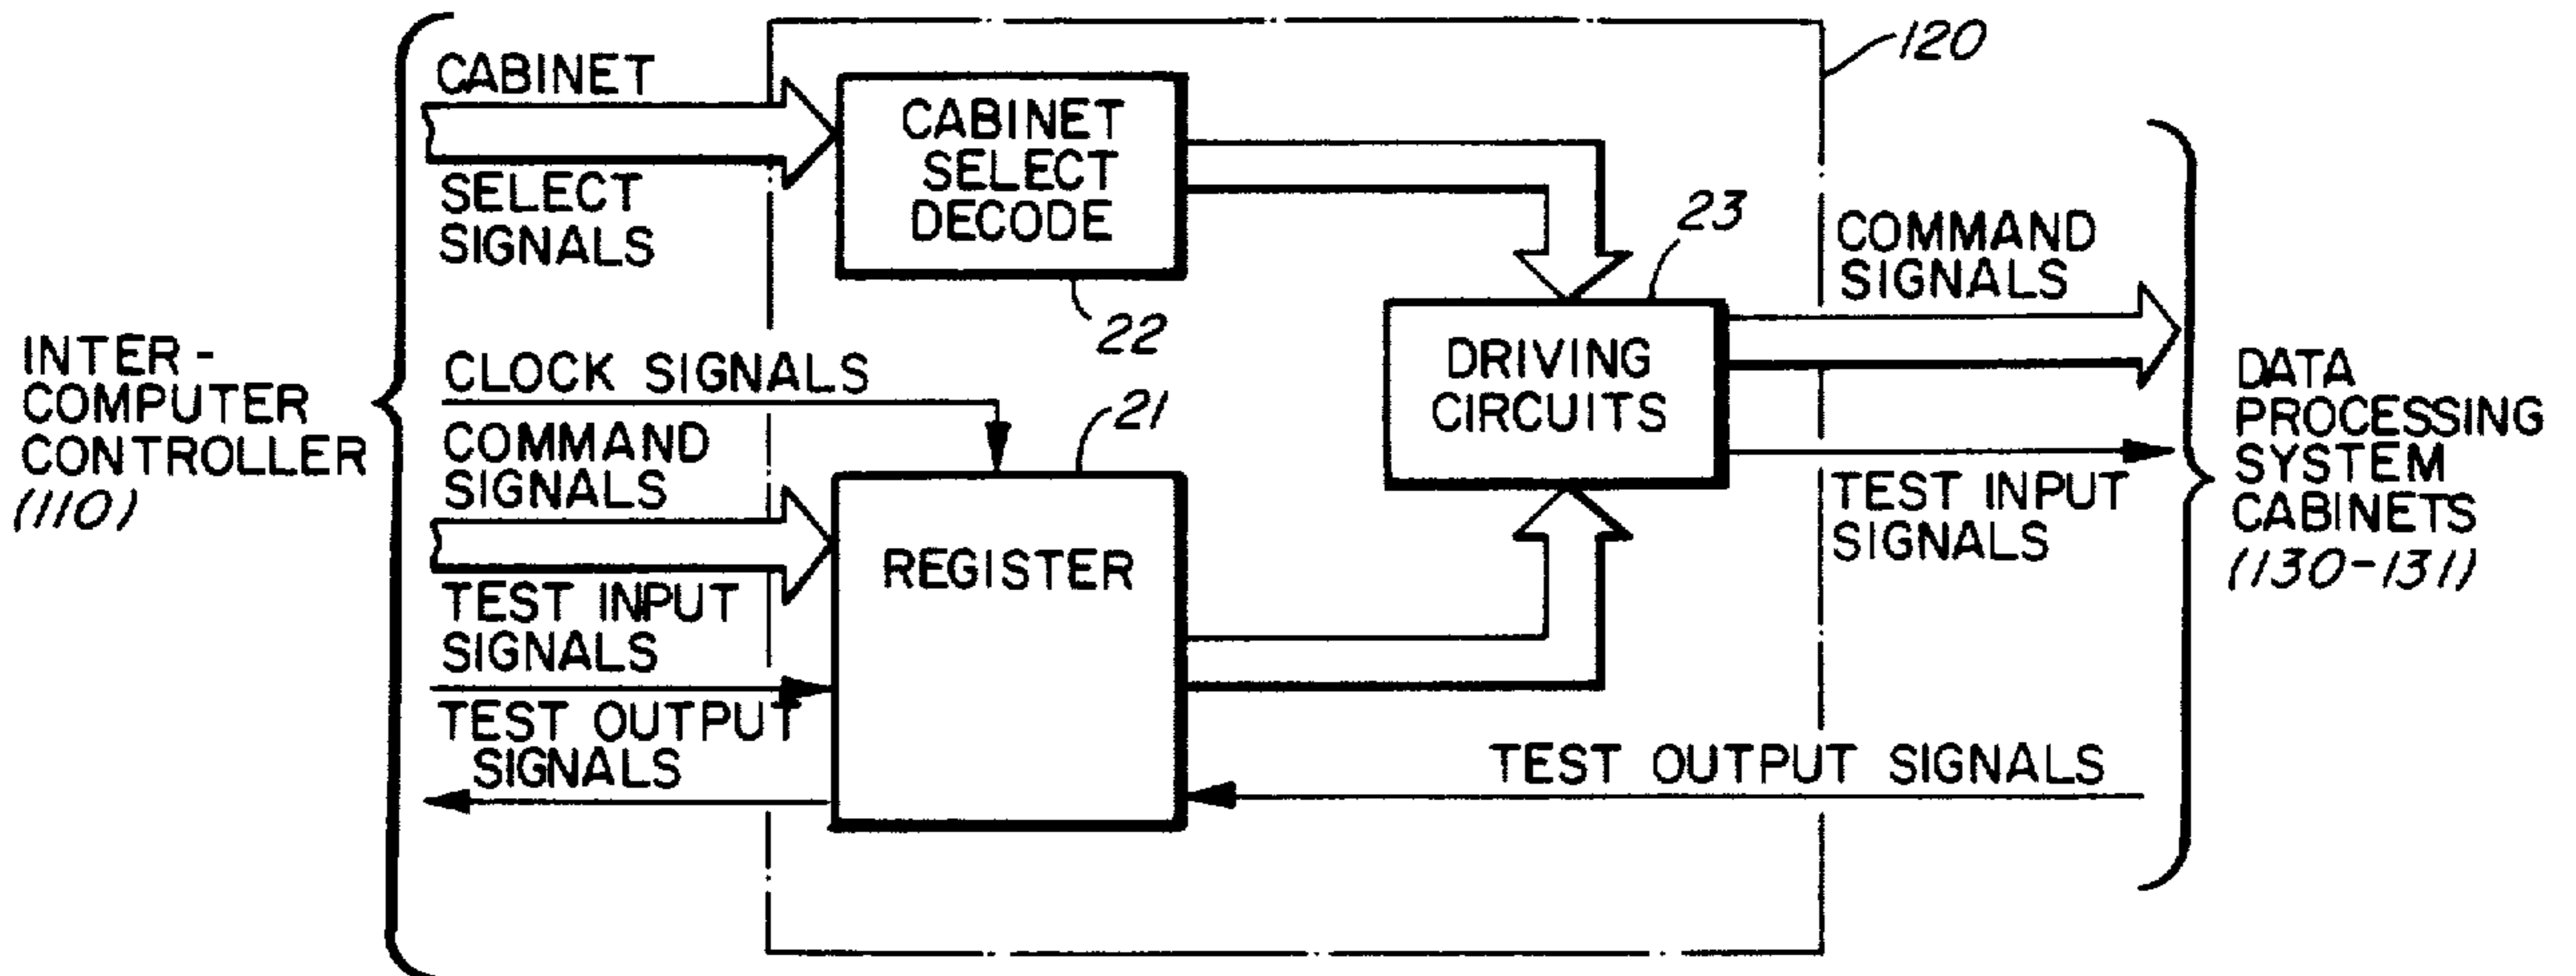 120
CABINET
SELECT
SIGNALS
CABINET
SELECT
DECODE
22
23
COMMAND
SIGNALS
INTER-
COMPUTER
CONTROLLER
(110)
CLOCK SIGNALS
COMMAND
SIGNALS
21
TEST INPUT
SIGNALS
REGISTER
TEST OUTPUT
SIGNALS
DRIVING
CIRCUITS
TEST INPUT
SIGNALS
TEST OUTPUT SIGNALS
DATA
PROCESSING
SYSTEM
CABINETS
(130-131)